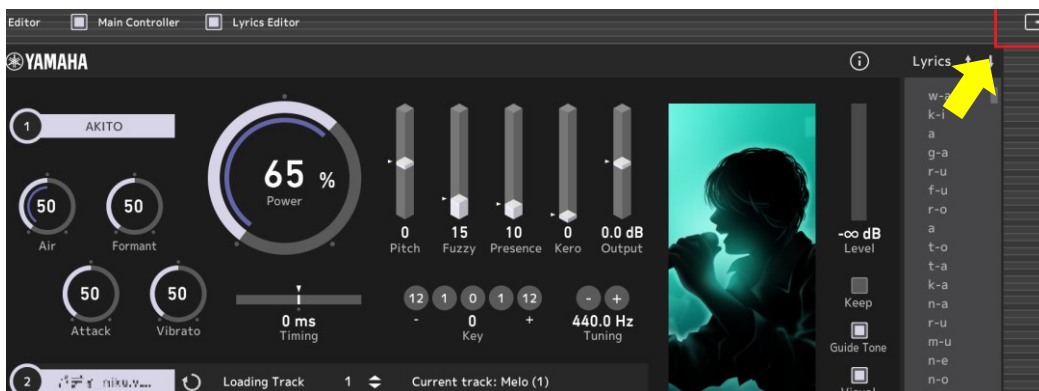 Editor Main Controller Lyrics Editor
YAMAHA
Lyrics
1 AKITO
65 %
Power
50
Air
50
Formant
50
Attack
50
Vibrato
0
Pitch
15
Fuzzy
10
Presence
0
Kero
0.0 dB
Output
0 ms
Timing
12 1 0 1 12
- 0 +
Key
- +
440.0 Hz
Tuning
-∞ dB
Level
Keep
Guide Tone
Visual
w-a
k-i
a
g-a
r-u
f-u
r-o
a
t-o
t-a
k-a
n-a
r-u
m-u
n-e
n-o
2
Loading Track 1
Current track: Melo (1)